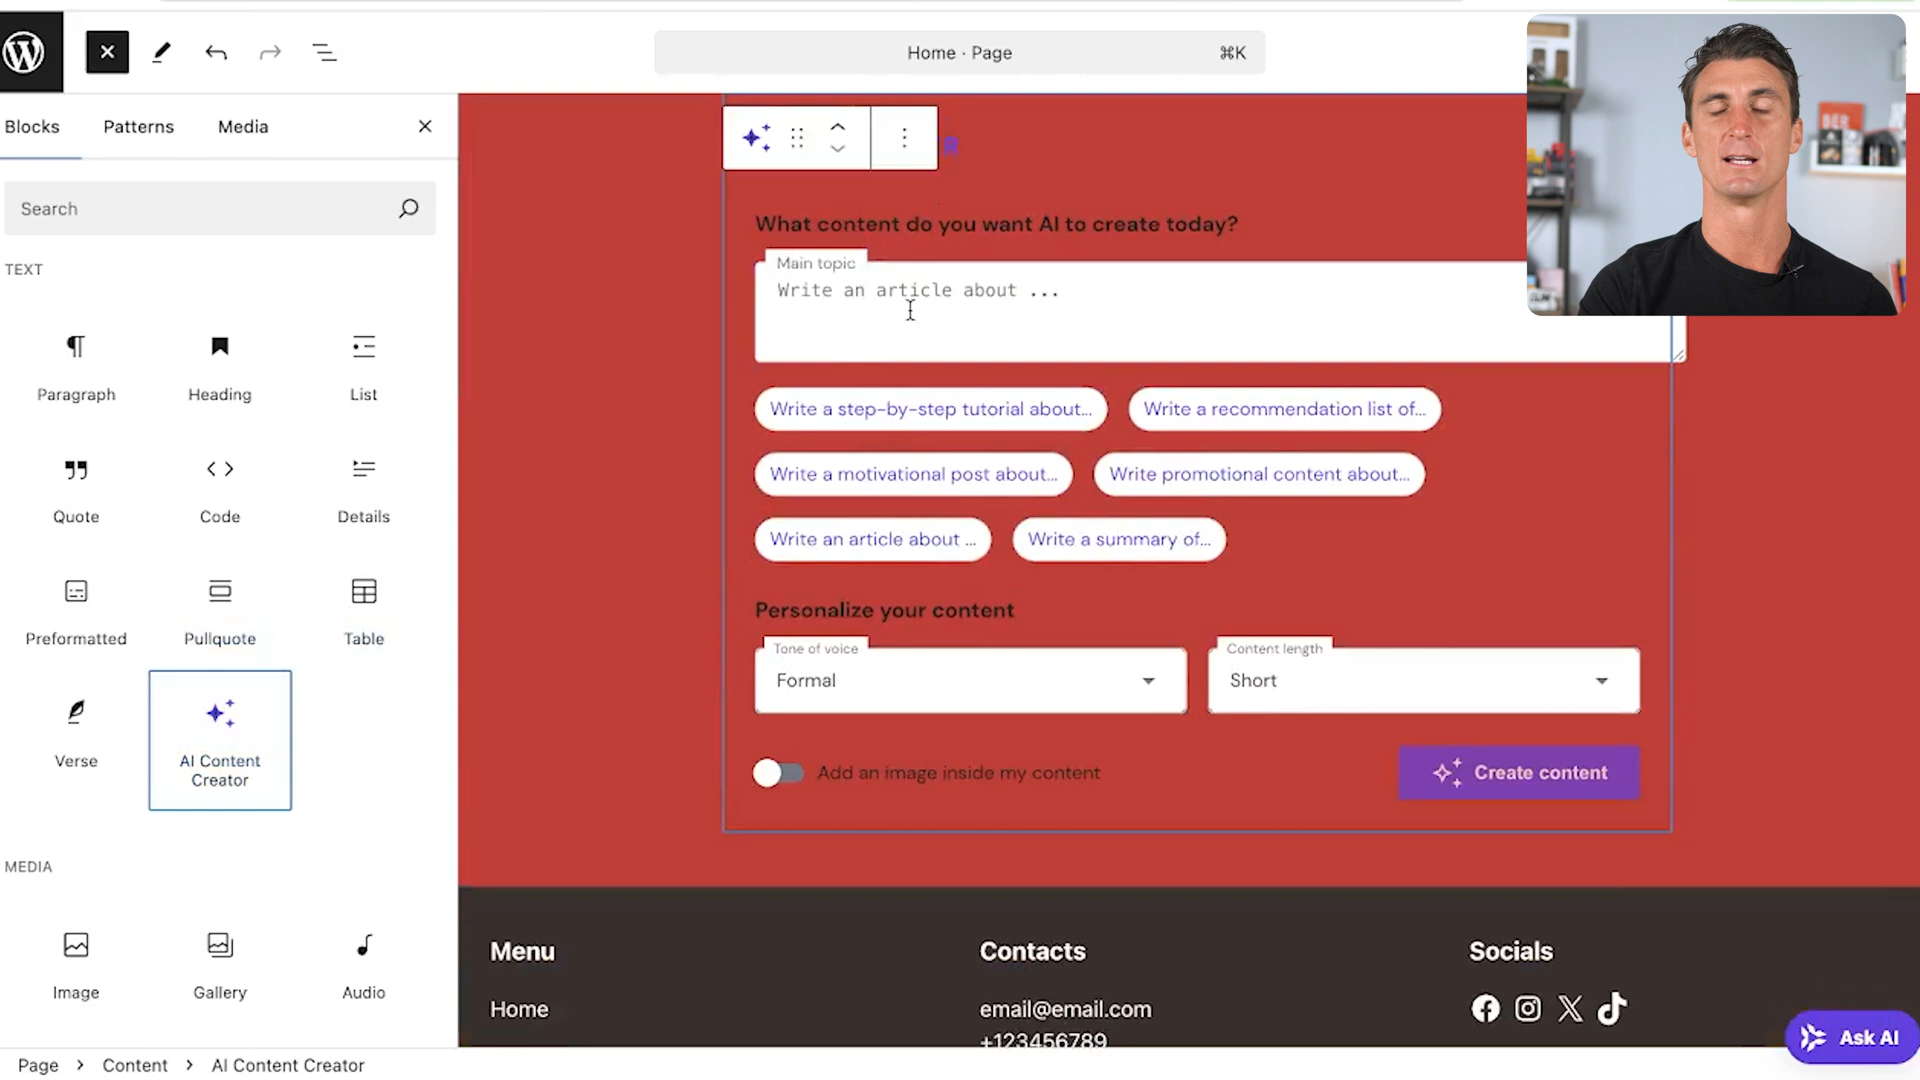 Home · Page
⌘K
Blocks
Patterns
Media
Search
TEXT
Paragraph
Heading
List
Quote
Code
Details
Preformatted
Pullquote
Table
Verse
AI Content
Creator
MEDIA
Image
Gallery
Audio
R
What content do you want AI to create today?
Main topic
Write an article about ...
Write a step-by-step tutorial about...
Write a recommendation list of...
Write a motivational post about...
Write promotional content about...
Write an article about ...
Write a summary of...
Personalize your content
Tone of voice
Content length
Formal
Short
Add an image inside my content
Create content
Menu
Contacts
Socials
Home
email@email.com
+123456789
Ask AI
Page
Content
AI Content Creator